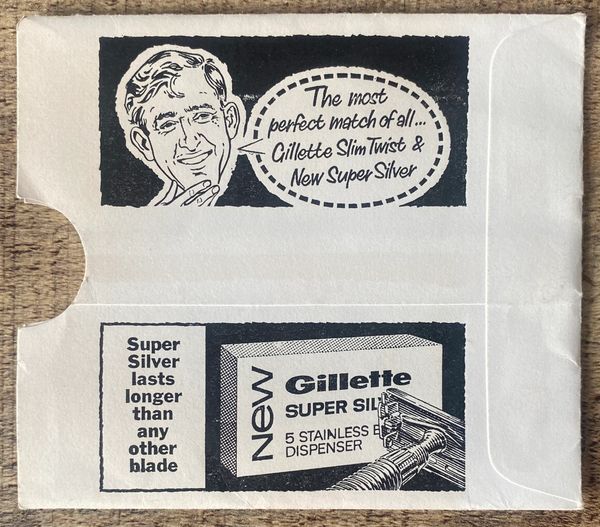 The most
perfect match of all...
Gillette Slim Twist &
New Super Silver
Super
Silver
lasts
longer
than
any
other
blade
New
Gillette
SUPER SIL
5 STAINLESS B
DISPENSER